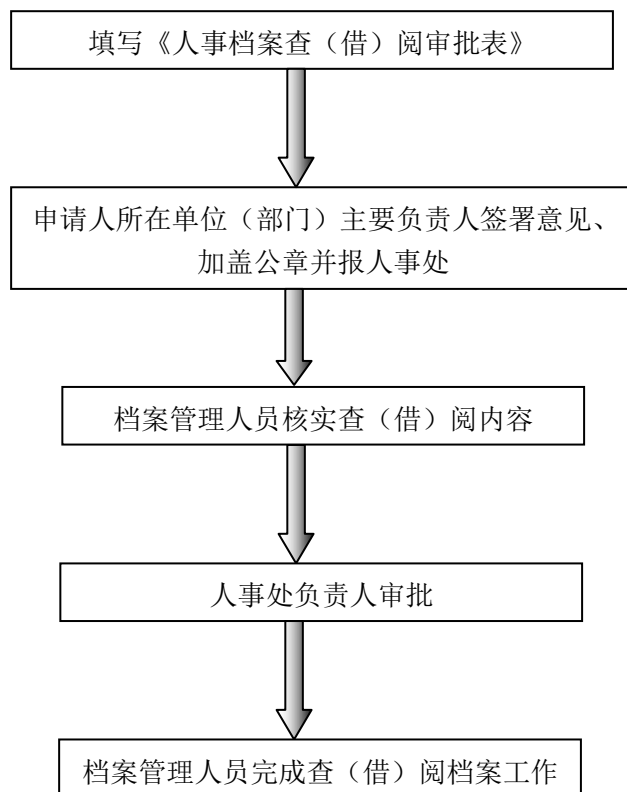 填写《人事档案查（借）阅审批表》
申请人所在单位（部门）主要负责人签署意见、
加盖公章并报人事处
档案管理人员核实查（借）阅内容
人事处负责人审批
档案管理人员完成查（借）阅档案工作